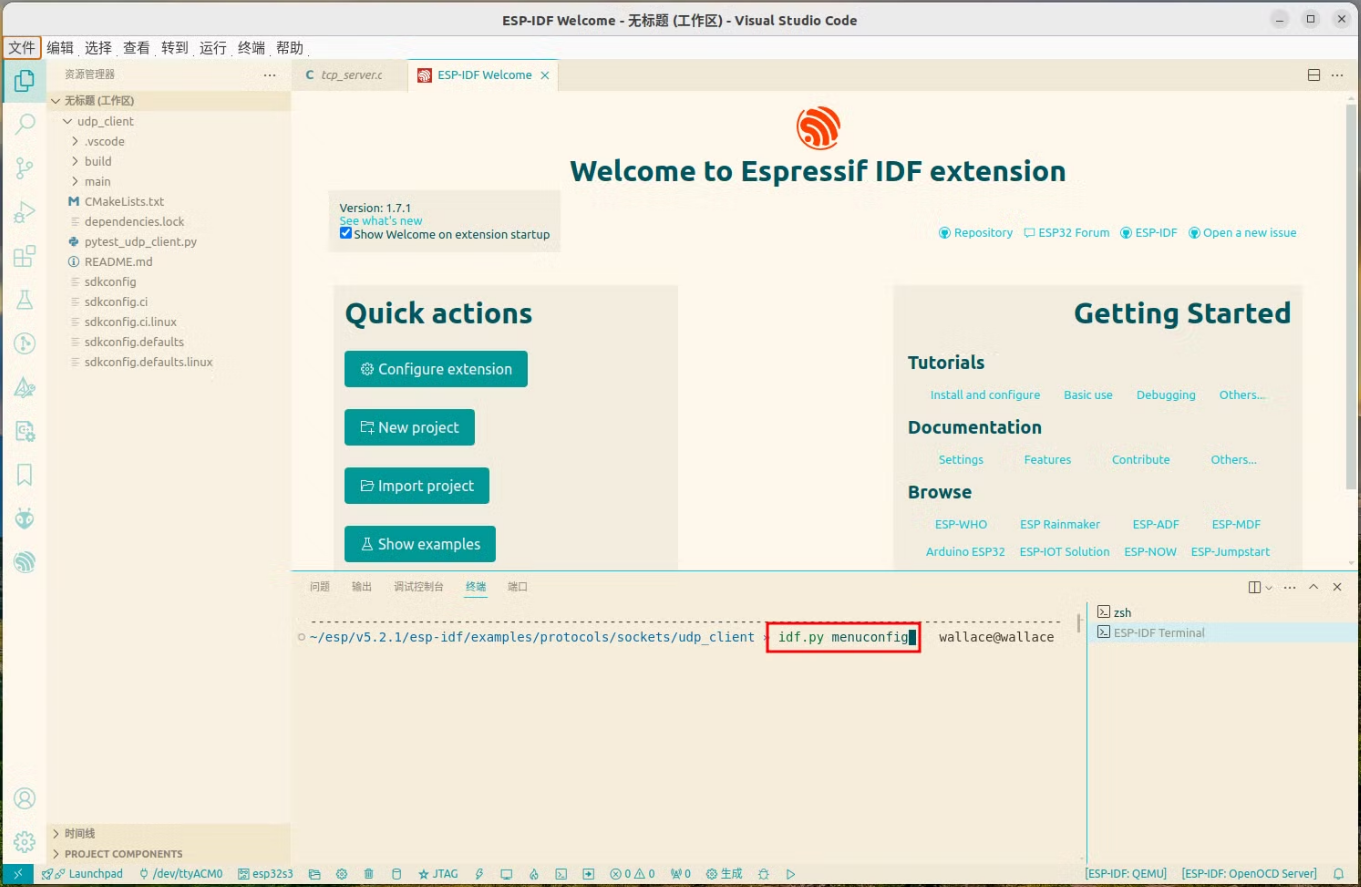 ESP-IDF Welcome - 无标题 (工作区) - Visual Studio Code
文件 编辑 选择 查看 转到 运行 终端 帮助
资源管理器
无标题 (工作区)
udp_client
.vscode
build
main
CMakeLists.txt
dependencies.lock
pytest_udp_client.py
README.md
sdkconfig
sdkconfig.ci
sdkconfig.ci.linux
sdkconfig.defaults
sdkconfig.defaults.linux
时间线
PROJECT COMPONENTS
C tcp_server.c ESP-IDF Welcome
Welcome to Espressif IDF extension
Version: 1.7.1
See what's new
Show Welcome on extension startup
Repository ESP32 Forum ESP-IDF Open a new issue
Quick actions
Configure extension
New project
Import project
Show examples
Getting Started
Tutorials
Install and configure Basic use Debugging Others...
Documentation
Settings Features Contribute Others...
Browse
ESP-WHO ESP Rainmaker ESP-ADF ESP-MDF
Arduino ESP32 ESP-IOT Solution ESP-NOW ESP-Jumpstart
问题 输出 调试控制台 终端 端口
~/esp/v5.2.1/esp-idf/examples/protocols/sockets/udp_client › idf.py menuconfig wallace@wallace
zsh
ESP-IDF Terminal
Launchpad /dev/ttyACM0 esp32s3 JTAG 0 0 0 生成 [ESP-IDF: QEMU] [ESP-IDF: OpenOCD Server]